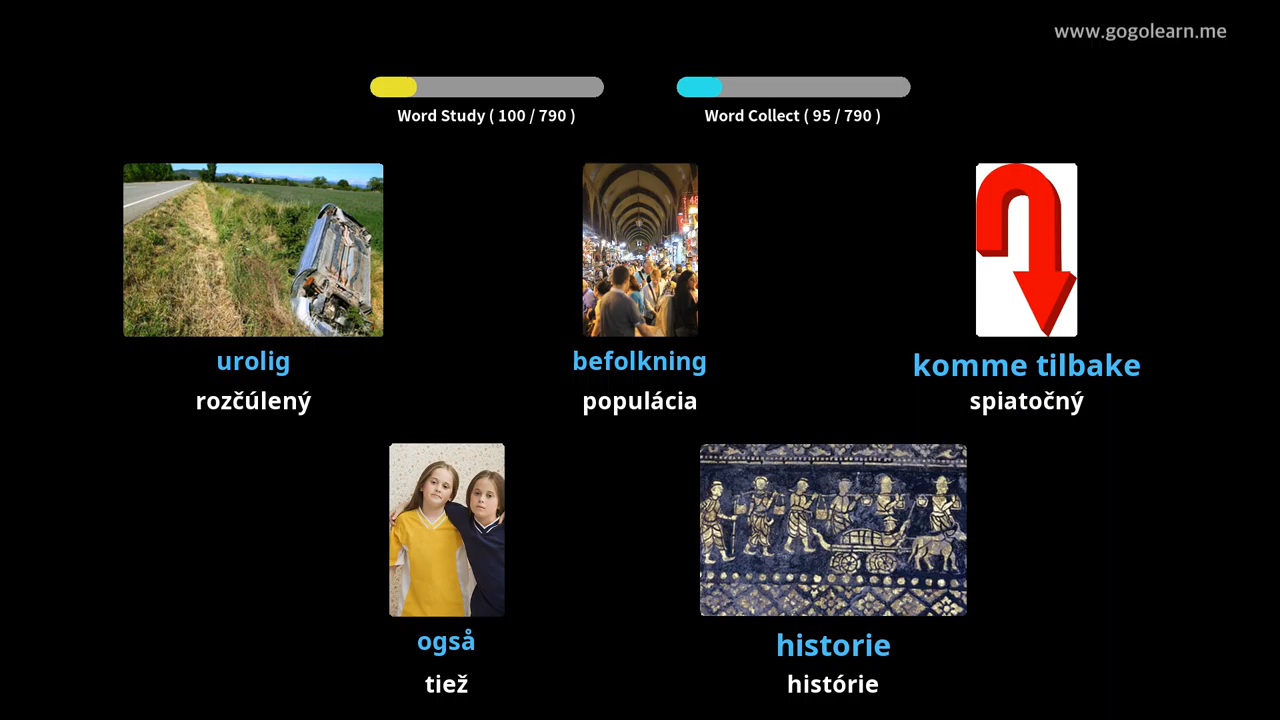 www.gogolearn.me
Word Study ( 100 / 790 )
Word Collect ( 95 / 790 )
urolig
befolkning
komme tilbake
rozčúlený
populácia
spiatočný
også
historie
tiež
histórie